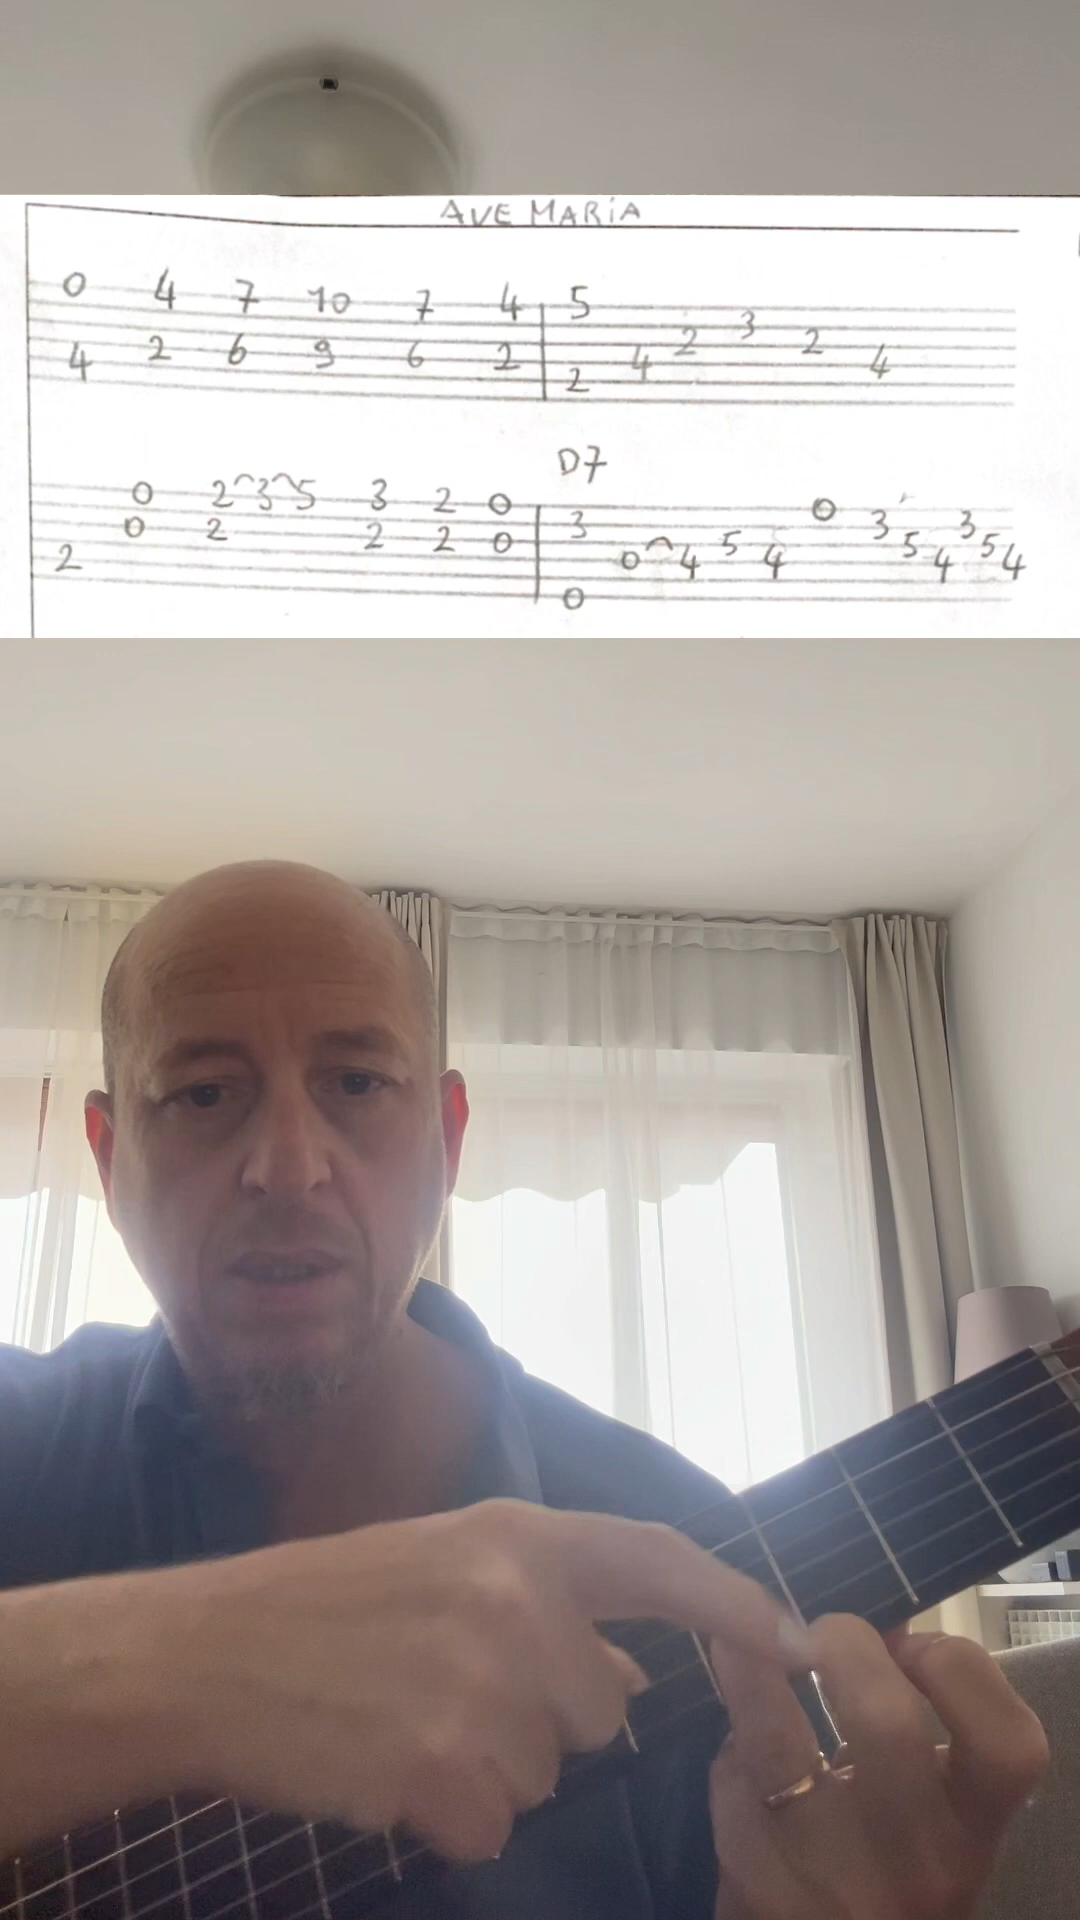 AVE MARiA
0 4 7 10 7 4 5 3
4 2 6 9 6 2 2 4 2 2 4
D7
0 2 3 5 3 2 0 3 0 3 3
0 2 2 2 0 0 4 5 4 5 4 5 4
2 0